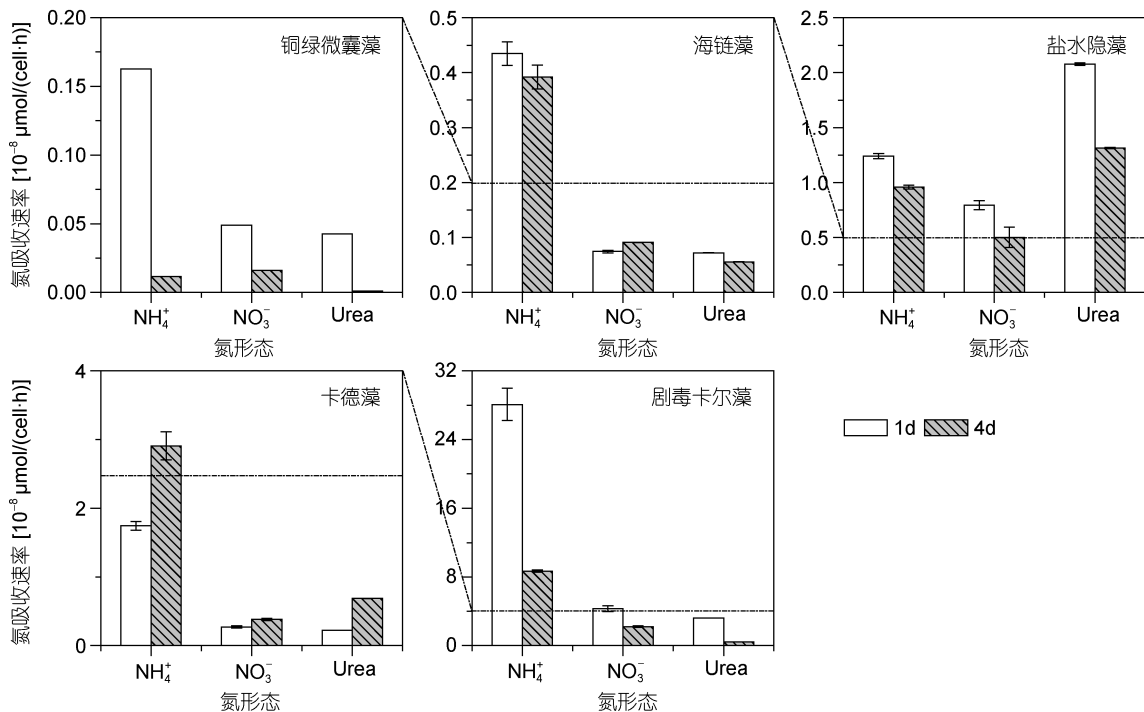 氮吸收速率 [10⁻⁸ μmol/(cell·h)]
0.20
0.15
0.10
0.05
0.00
铜绿微囊藻
NH₄⁺ NO₃⁻ Urea
氮形态
0.5
0.4
0.3
0.2
0.1
0.0
海链藻
NH₄⁺ NO₃⁻ Urea
氮形态
2.5
2.0
1.5
1.0
0.5
0.0
盐水隐藻
NH₄⁺ NO₃⁻ Urea
氮形态
氮吸收速率 [10⁻⁸ μmol/(cell·h)]
4
3
2
1
0
卡德藻
NH₄⁺ NO₃⁻ Urea
氮形态
32
24
16
8
0
剧毒卡尔藻
NH₄⁺ NO₃⁻ Urea
氮形态
1d 4d